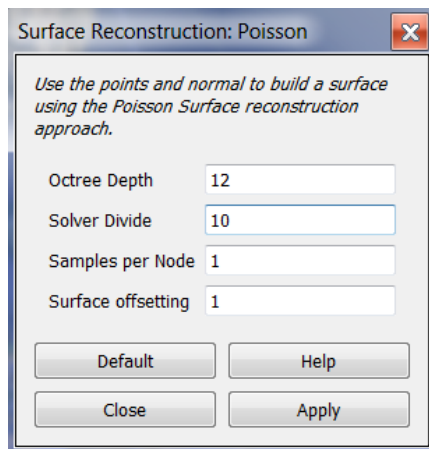 Surface Reconstruction: Poisson
Use the points and normal to build a surface
using the Poisson Surface reconstruction
approach.
Octree Depth 12
Solver Divide 10
Samples per Node 1
Surface offsetting 1
Default Help
Close Apply